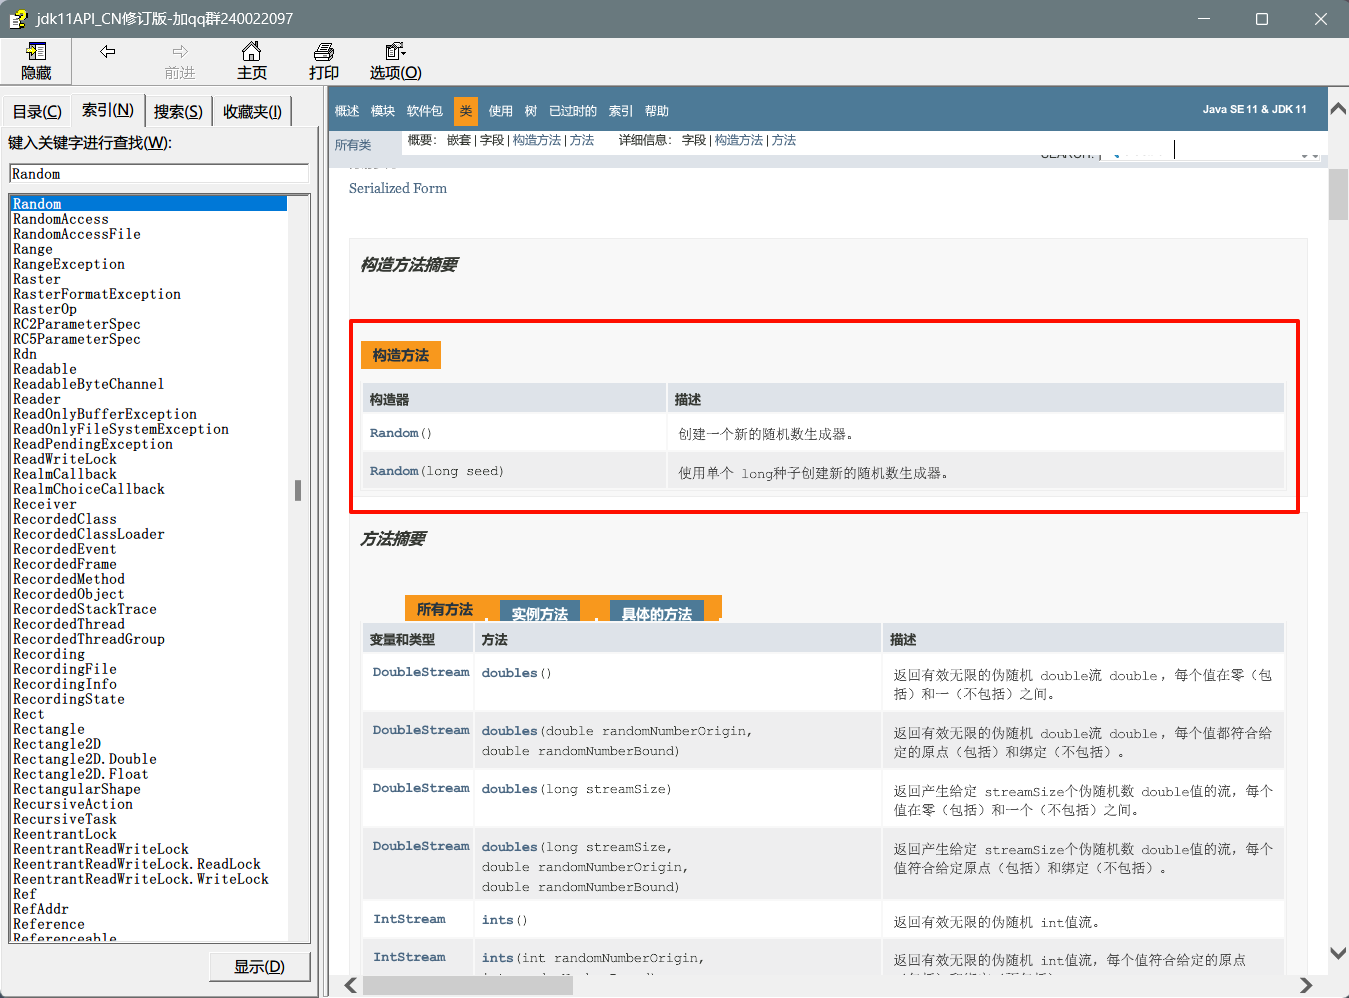 jdk11API_CN修订版-加qq群240022097
隐藏
前进
主页
打印
选项(O)
目录(C)
索引(N)
搜索(S)
收藏夹(I)
键入关键字进行查找(W):
Random
Random
RandomAccess
RandomAccessFile
Range
RangeException
Raster
RasterFormatException
RasterOp
RC2ParameterSpec
RC5ParameterSpec
Rdn
Readable
ReadableByteChannel
Reader
ReadOnlyBufferException
ReadOnlyFileSystemException
ReadPendingException
ReadWriteLock
RealmCallback
RealmChoiceCallback
Receiver
RecordedClass
RecordedClassLoader
RecordedEvent
RecordedFrame
RecordedMethod
RecordedObject
RecordedStackTrace
RecordedThread
RecordedThreadGroup
Recording
RecordingFile
RecordingInfo
RecordingState
Rect
Rectangle
Rectangle2D
Rectangle2D.Double
Rectangle2D.Float
RectangularShape
RecursiveAction
RecursiveTask
ReentrantLock
ReentrantReadWriteLock
ReentrantReadWriteLock.ReadLock
ReentrantReadWriteLock.WriteLock
Ref
RefAddr
Reference
Referenceable
显示(D)
概述 模块 软件包 类 使用 树 已过时的 索引 帮助
Java SE 11 & JDK 11
所有类
概要: 嵌套 | 字段 | 构造方法 | 方法 详细信息: 字段 | 构造方法 | 方法
SEARCH:
Serialized Form
构造方法摘要
构造方法
构造器 描述
Random() 创建一个新的随机数生成器。
Random(long seed) 使用单个 long种子创建新的随机数生成器。
方法摘要
所有方法 实例方法 具体的方法
变量和类型 方法 描述
DoubleStream doubles() 返回有效无限的伪随机 double流 double ，每个值在零（包
括）和一（不包括）之间。
DoubleStream doubles(double randomNumberOrigin, 返回有效无限的伪随机 double流 double ，每个值都符合给
double randomNumberBound) 定的原点（包括）和绑定（不包括）。
DoubleStream doubles(long streamSize) 返回产生给定 streamSize个伪随机数 double值的流，每个
值在零（包括）和一个（不包括）之间。
DoubleStream doubles(long streamSize, 返回产生给定 streamSize个伪随机数 double值的流，每个
double randomNumberOrigin, 值符合给定原点（包括）和绑定（不包括）。
double randomNumberBound)
IntStream ints() 返回有效无限的伪随机 int值流。
IntStream ints(int randomNumberOrigin, 返回有效无限的伪随机 int值流，每个值符合给定的原点